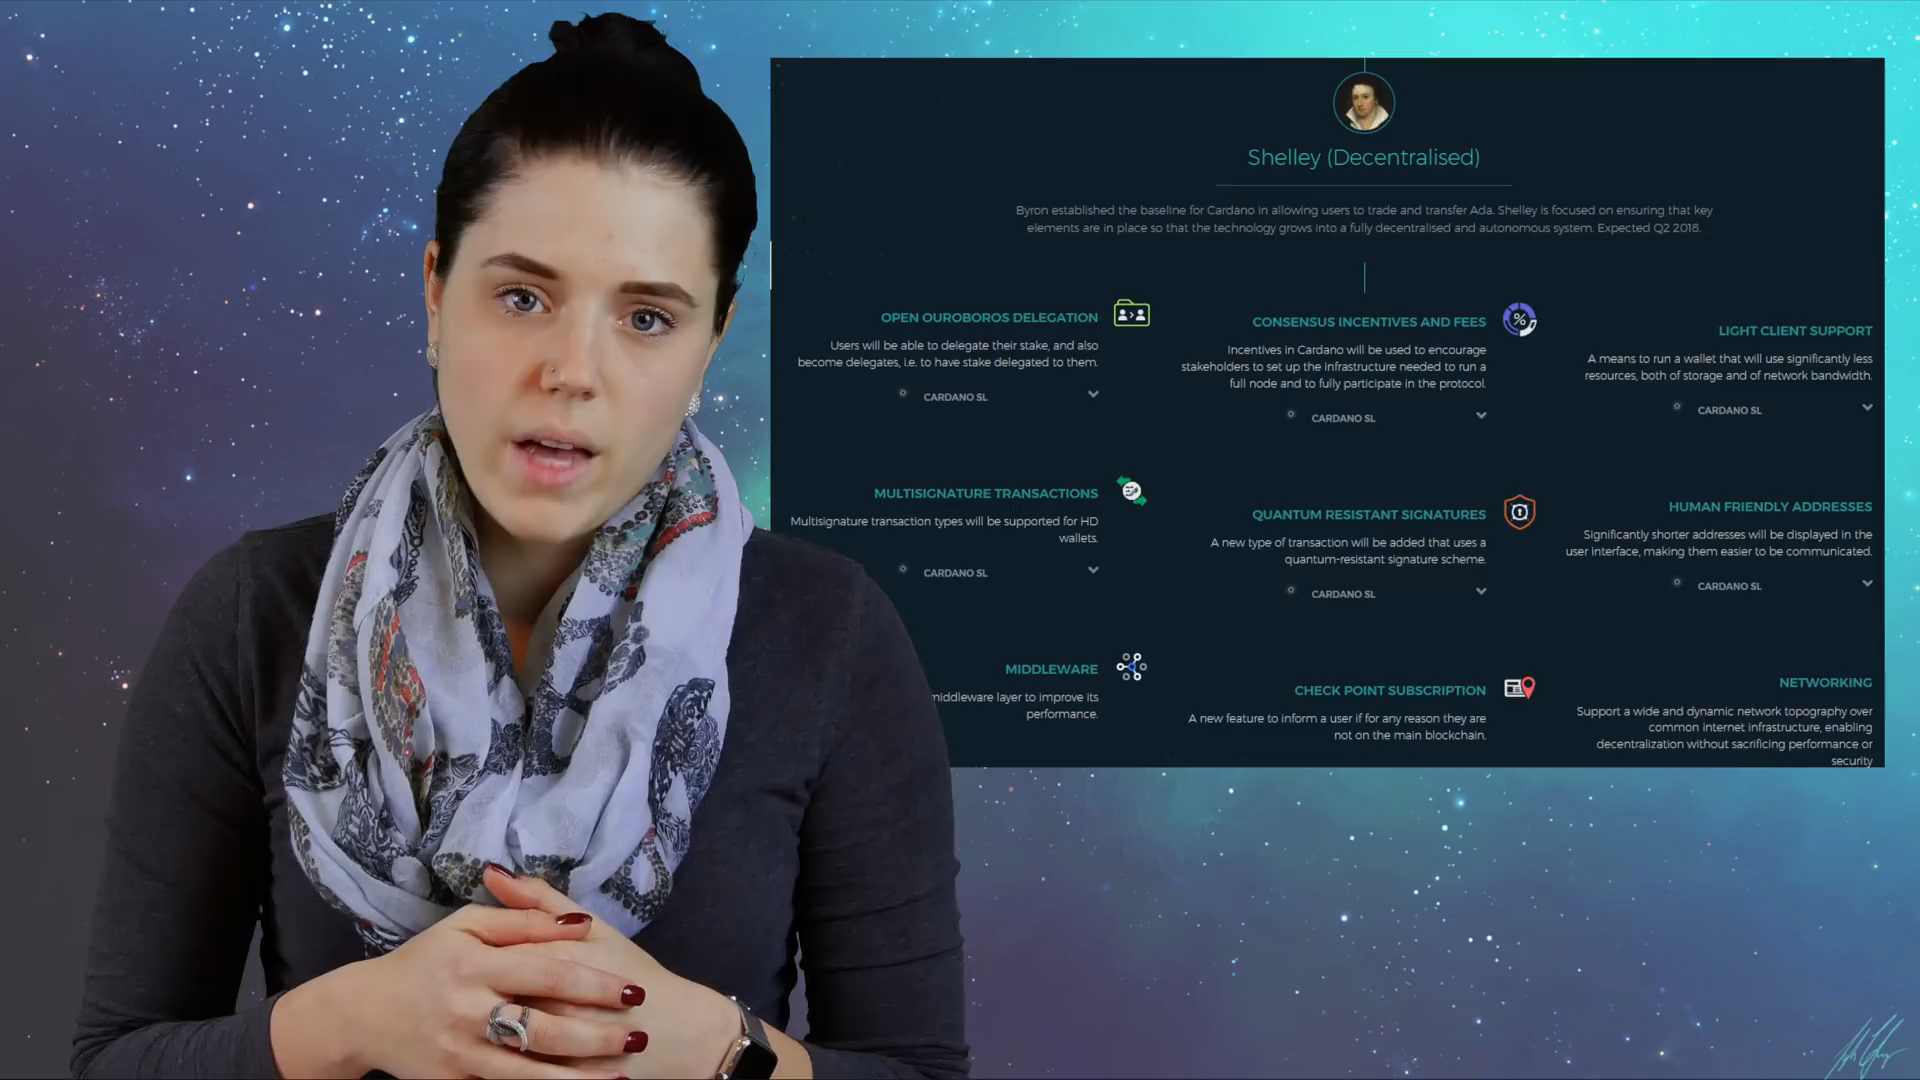 Shelley (Decentralised)
Byron established the baseline for Cardano in allowing users to trade and transfer Ada. Shelley is focused on ensuring that key
elements are in place so that the technology grows into a fully decentralised and autonomous system. Expected Q2 2018.
OPEN OUROBOROS DELEGATION
Users will be able to delegate their stake, and also
become delegates, i.e. to have stake delegated to them.
CARDANO SL
CONSENSUS INCENTIVES AND FEES
Incentives in Cardano will be used to encourage
stakeholders to set up the infrastructure needed to run a
full node and to fully participate in the protocol.
CARDANO SL
LIGHT CLIENT SUPPORT
A means to run a wallet that will use significantly less
resources, both of storage and of network bandwidth.
CARDANO SL
MULTISIGNATURE TRANSACTIONS
Multisignature transaction types will be supported for HD
wallets.
CARDANO SL
QUANTUM RESISTANT SIGNATURES
A new type of transaction will be added that uses a
quantum-resistant signature scheme.
CARDANO SL
HUMAN FRIENDLY ADDRESSES
Significantly shorter addresses will be displayed in the
user interface, making them easier to be communicated.
CARDANO SL
MIDDLEWARE
middleware layer to improve its
performance.
CHECK POINT SUBSCRIPTION
A new feature to inform a user if for any reason they are
not on the main blockchain.
NETWORKING
Support a wide and dynamic network topography over
common internet infrastructure, enabling
decentralization without sacrificing performance or
security